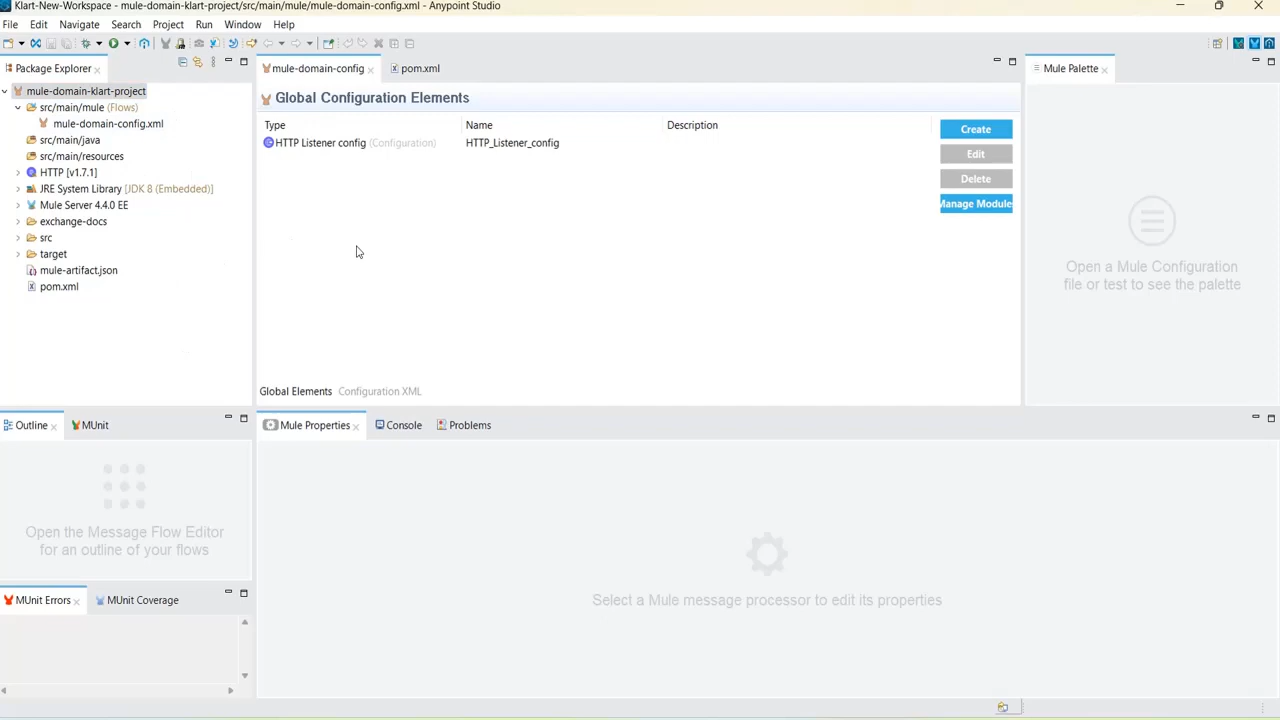 Klart-New-Workspace - mule-domain-klart-project/src/main/mule/mule-domain-config.xml - Anypoint Studio
File Edit Navigate Search Project Run Window Help
Package Explorer
mule-domain-klart-project
src/main/mule (Flows)
mule-domain-config.xml
src/main/java
src/main/resources
HTTP [v1.7.1]
JRE System Library [JDK 8 (Embedded)]
Mule Server 4.4.0 EE
exchange-docs
src
target
mule-artifact.json
pom.xml
mule-domain-config pom.xml
Global Configuration Elements
Type Name Description
HTTP Listener config (Configuration) HTTP_Listener_config
Create
Edit
Delete
Manage Module
Global Elements Configuration XML
Mule Palette
Open a Mule Configuration
file or test to see the palette
Outline MUnit
Open the Message Flow Editor
for an outline of your flows
MUnit Errors MUnit Coverage
Mule Properties Console Problems
Select a Mule message processor to edit its properties